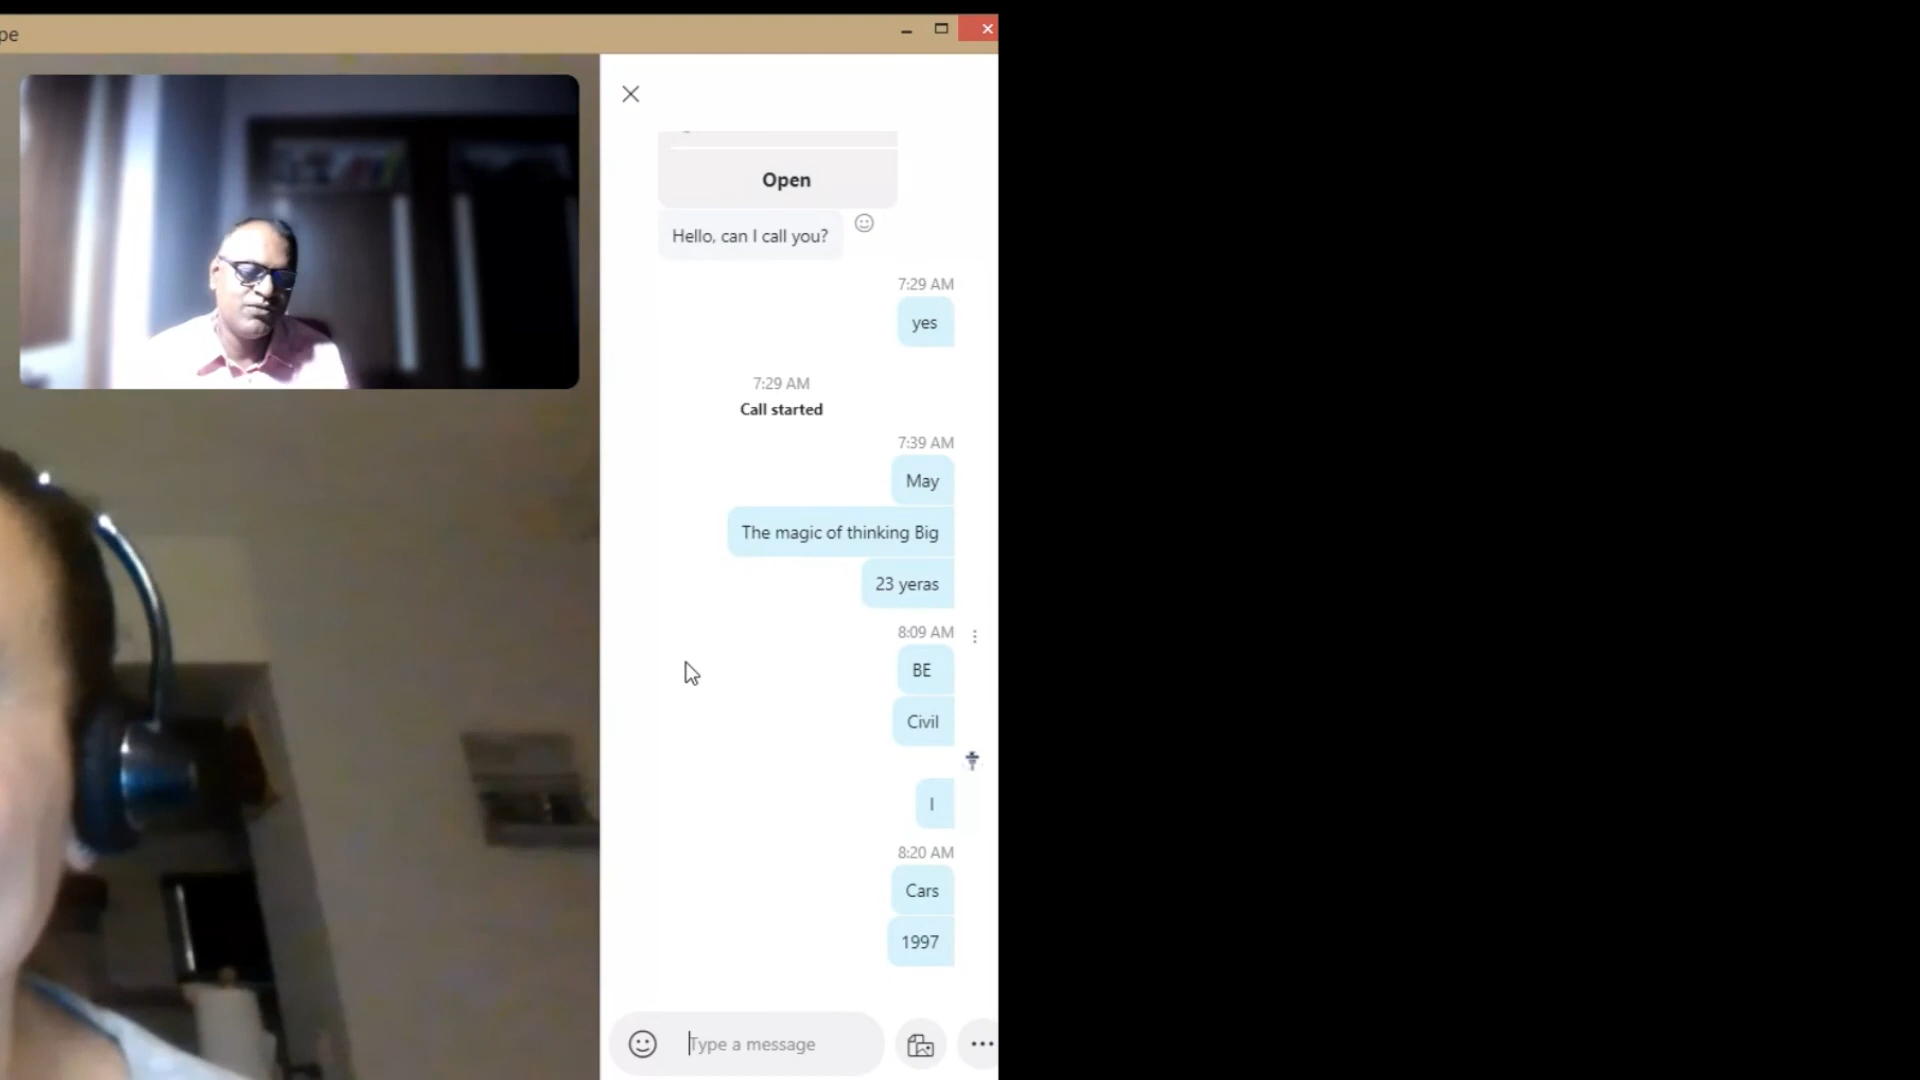 pe
Open
Hello, can I call you?
7:29 AM
yes
7:29 AM
Call started
7:39 AM
May
The magic of thinking Big
23 yeras
8:09 AM
BE
Civil
I
8:20 AM
Cars
1997
Type a message